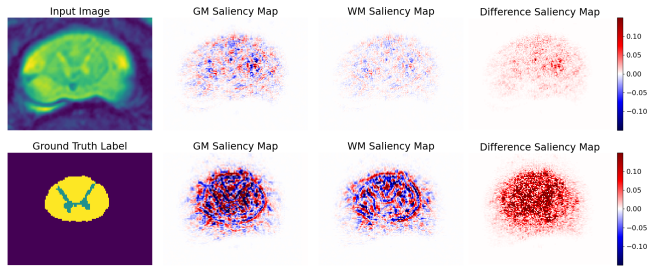 Input Image
GM Saliency Map
WM Saliency Map
Difference Saliency Map
0.10
0.05
0.00
−0.05
−0.10
Ground Truth Label
GM Saliency Map
WM Saliency Map
Difference Saliency Map
0.10
0.05
0.00
−0.05
−0.10